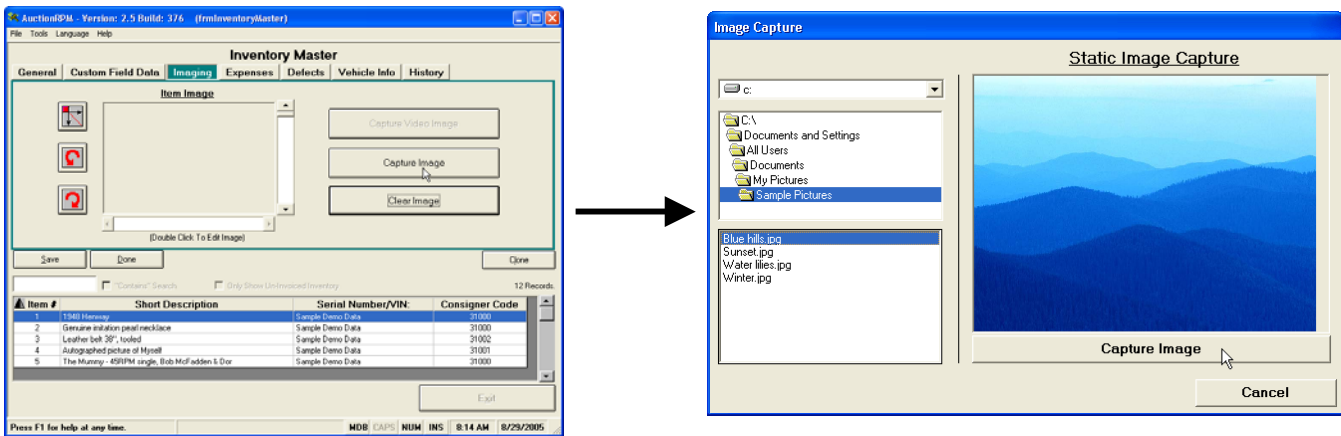 AuctionRPM - Version: 2.5 Build: 376 (frmInventoryMaster)
File Tools Language Help
Inventory Master
General Custom Field Data Imaging Expenses Defects Vehicle Info History
Item Image
Capture Video Image
Capture Image
Clear Image
(Double Click To Edit Image)
Save Done Clone
"Contains" Search Only Show Un-Invoiced Inventory 12 Records.
Item # Short Description Serial Number/VIN: Consigner Code
1 1948 Henway Sample Demo Data 31000
2 Genuine imitation pearl necklace Sample Demo Data 31000
3 Leather belt 38", tooled Sample Demo Data 31002
4 Autographed picture of Myself Sample Demo Data 31001
5 The Mummy - 45RPM single, Bob McFadden & Dor Sample Demo Data 31000
Exit
Press F1 for help at any time. MDB CAPS NUM INS 8:14 AM 8/29/2005
Image Capture
Static Image Capture
c:
C:\
Documents and Settings
All Users
Documents
My Pictures
Sample Pictures
Blue hills.jpg
Sunset.jpg
Water lilies.jpg
Winter.jpg
Capture Image
Cancel